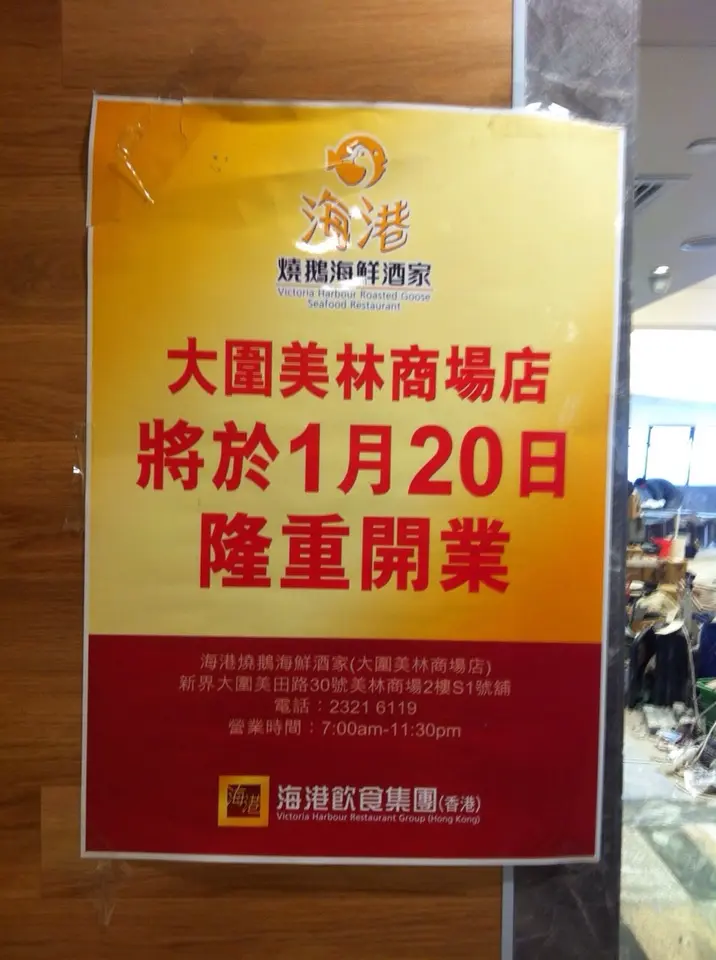 海港
燒鵝海鮮酒家
Victoria Harbour Roasted Goose
Seafood Restaurant
大圍美林商場店
將於1月20日
隆重開業
海港燒鵝海鮮酒家(大圍美林商場店)
新界大圍美田路30號美林商場2樓S1號舖
電話：2321 6119
營業時間：7:00am-11:30pm
海港
海港飲食集團(香港)
Victoria Harbour Restaurant Group (Hong Kong)